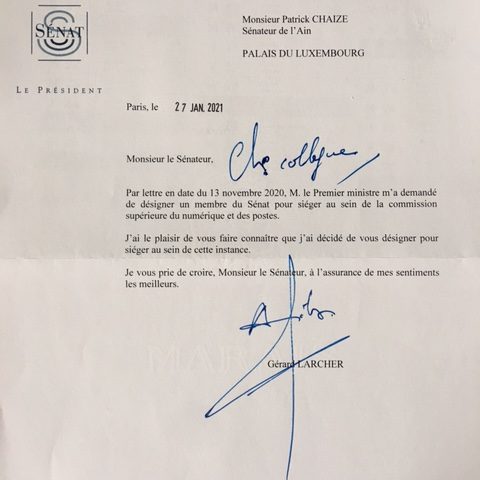 SÉNAT
LE PRÉSIDENT
Monsieur Patrick CHAIZE
Sénateur de l'Ain
PALAIS DU LUXEMBOURG
Paris, le 27 JAN. 2021
Monsieur le Sénateur, Cher collègue
Par lettre en date du 13 novembre 2020, M. le Premier ministre m'a demandé
de désigner un membre du Sénat pour siéger au sein de la commission
supérieure du numérique et des postes.
J'ai le plaisir de vous faire connaître que j'ai décidé de vous désigner pour
siéger au sein de cette instance.
Je vous prie de croire, Monsieur le Sénateur, à l'assurance de mes sentiments
les meilleurs.
Gérard LARCHER